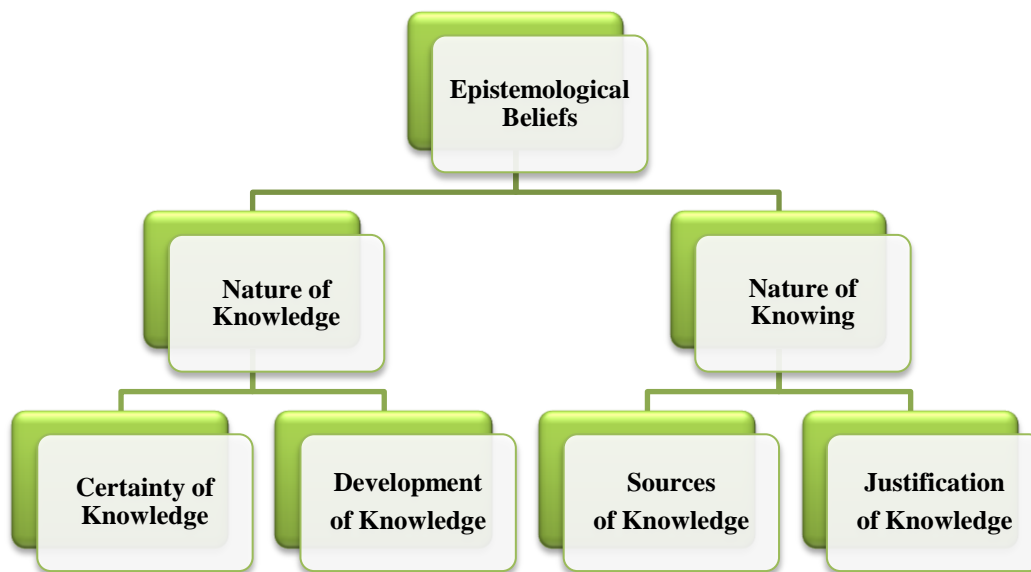 Epistemological
Beliefs
Nature of
Knowledge
Nature of
Knowing
Certainty of
Knowledge
Development
of Knowledge
Sources
of Knowledge
Justification
of Knowledge